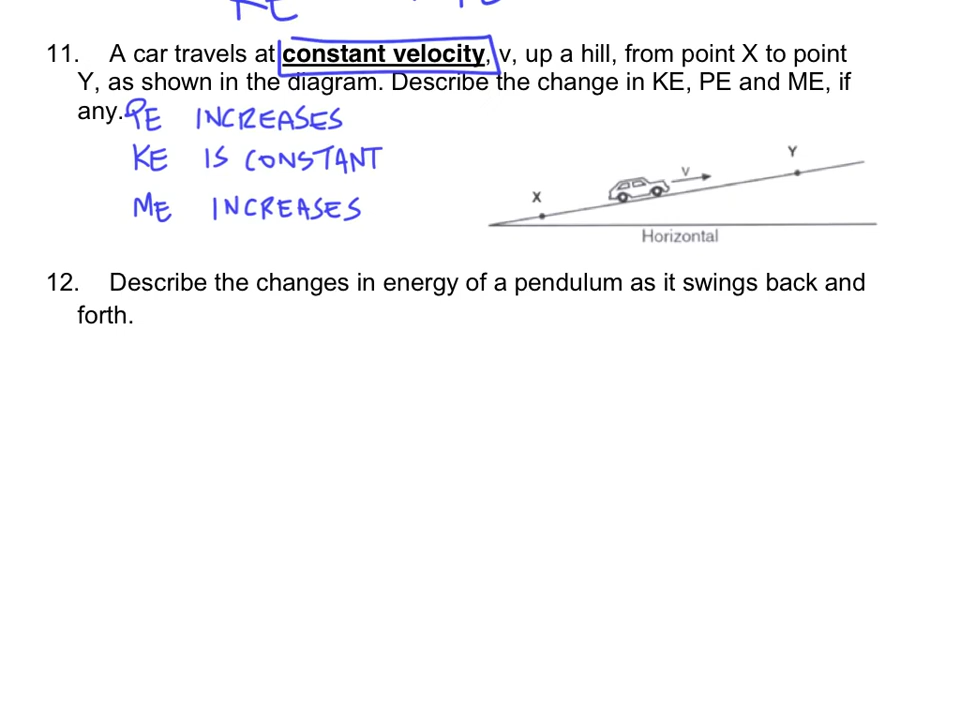 KE PE
11. A car travels at constant velocity, v, up a hill, from point X to point
Y, as shown in the diagram. Describe the change in KE, PE and ME, if
any. PE INCREASES
KE IS CONSTANT
ME INCREASES
X
V
Y
Horizontal
12. Describe the changes in energy of a pendulum as it swings back and
forth.